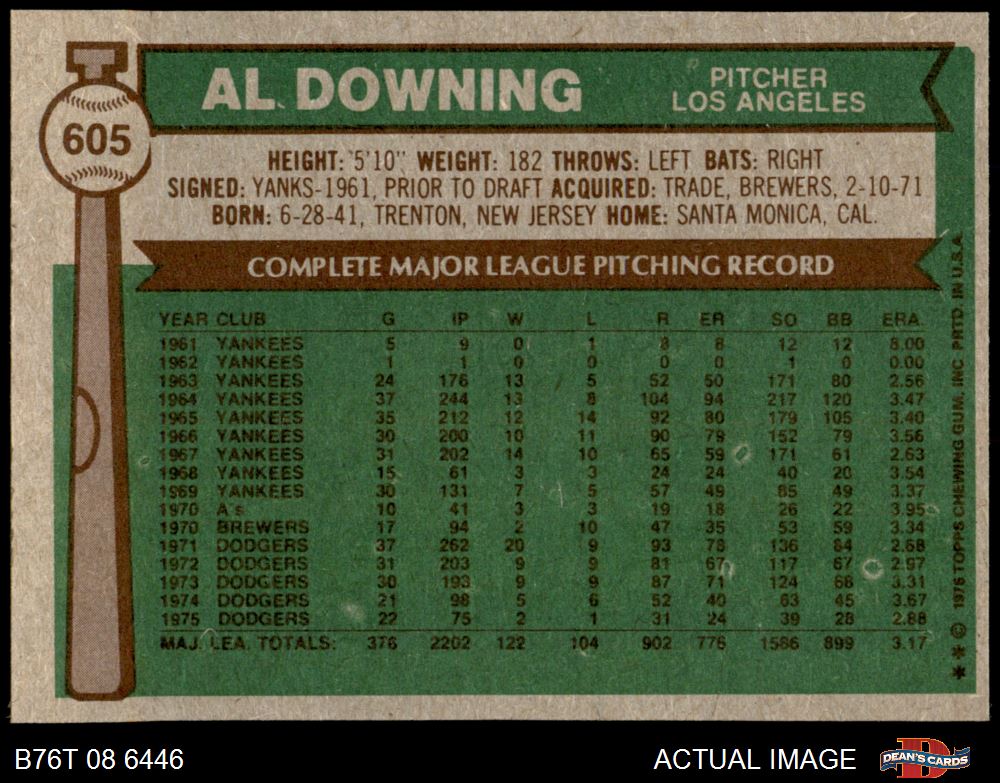 AL DOWNING
PITCHER
LOS ANGELES
605
HEIGHT: 5'10" WEIGHT: 182 THROWS: LEFT BATS: RIGHT
SIGNED: YANKS-1961, PRIOR TO DRAFT ACQUIRED: TRADE, BREWERS, 2-10-71
BORN: 6-28-41, TRENTON, NEW JERSEY HOME: SANTA MONICA, CAL.
COMPLETE MAJOR LEAGUE PITCHING RECORD
YEAR CLUB G IP W L R ER SO BB ERA
1961 YANKEES 5 9 0 1 8 8 12 12 8.00
1962 YANKEES 1 1 0 0 0 0 1 0 0.00
1963 YANKEES 24 176 13 5 52 50 171 80 2.56
1964 YANKEES 37 244 13 8 104 94 217 120 3.47
1965 YANKEES 35 212 12 14 92 80 179 105 3.40
1966 YANKEES 30 200 10 11 90 79 152 79 3.56
1967 YANKEES 31 202 14 10 65 59 171 61 2.63
1968 YANKEES 15 61 3 3 24 24 40 20 3.54
1969 YANKEES 30 131 7 5 57 49 85 49 3.37
1970 A's 10 41 3 3 19 18 26 22 3.95
1970 BREWERS 17 94 2 10 47 35 53 59 3.34
1971 DODGERS 37 262 20 9 93 78 136 84 2.68
1972 DODGERS 31 203 9 9 81 67 117 67 2.97
1973 DODGERS 30 193 9 9 87 71 124 68 3.31
1974 DODGERS 21 98 5 6 52 40 63 45 3.67
1975 DODGERS 22 75 2 1 31 24 39 28 2.88
MAJ. LEA. TOTALS: 376 2202 122 104 902 776 1586 899 3.17
** © 1976 TOPPS CHEWING GUM, INC. PRTD. IN U.S.A.
B76T 08 6446
ACTUAL IMAGE
DEAN'S CARDS